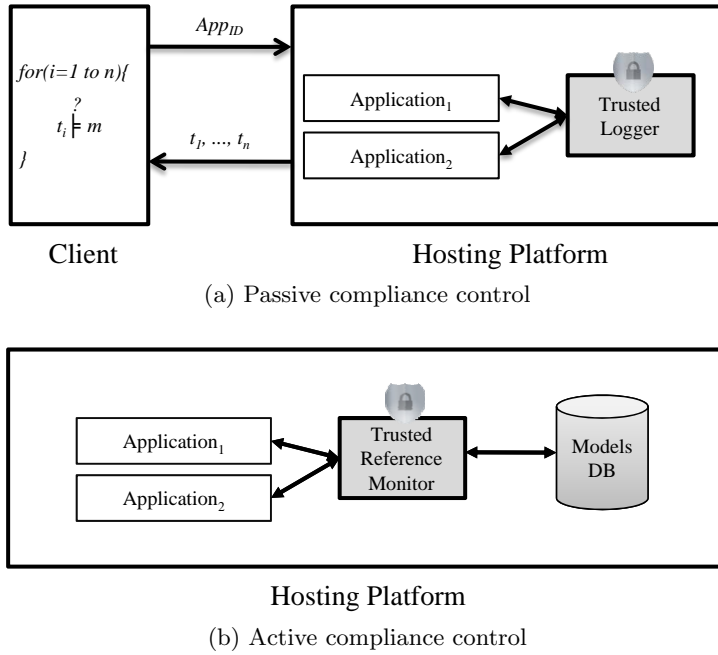 App_ID
for(i=1 to n){
?
t_i ⊨ m
}
t_1, ..., t_n
Application_1
Application_2
Trusted
Logger
Client
Hosting Platform
(a) Passive compliance control
Application_1
Application_2
Trusted
Reference
Monitor
Models
DB
Hosting Platform
(b) Active compliance control